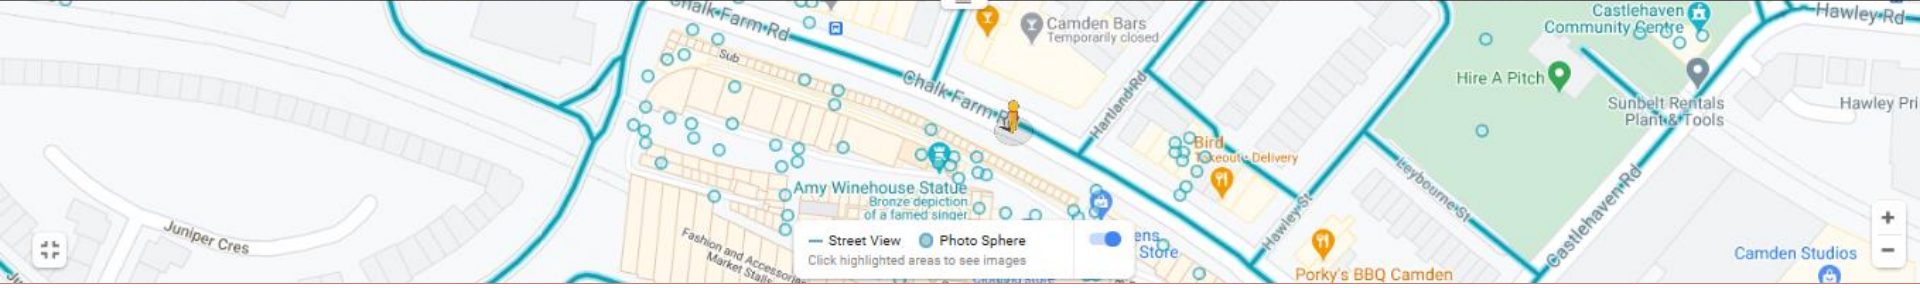 Chalk Farm Rd
Camden Bars
Temporarily closed
Castlehaven
Community Centre
Hawley Rd
Sub
Chalk Farm R
Hartland Rd
Hire A Pitch
Sunbelt Rentals
Plant & Tools
Hawley Pri
Bird
Takeout · Delivery
Amy Winehouse Statue
Bronze depiction
of a famed singer
Leybourne St
Castlehaven Rd
Juniper Cres
Hawley St
Fashion and Accessories
Market Stalls
Street View
Photo Sphere
Click highlighted areas to see images
ens
Store
Porky's BBQ Camden
Camden Studios
+
−